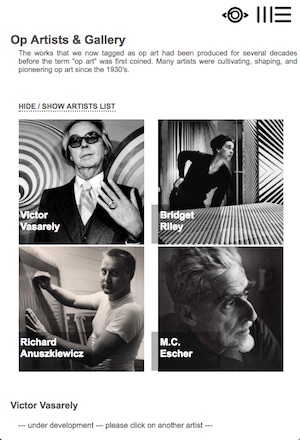 Op Artists & Gallery
The works that we now tagged as op art had been produced for several decades
before the term "op art" was first coined. Many artists were cultivating, shaping, and
pioneering op art since the 1930's.
HIDE / SHOW ARTISTS LIST
Victor
Vasarely
Bridget
Riley
Richard
Anuszkiewicz
M.C.
Escher
Victor Vasarely
--- under development --- please click on another artist ---